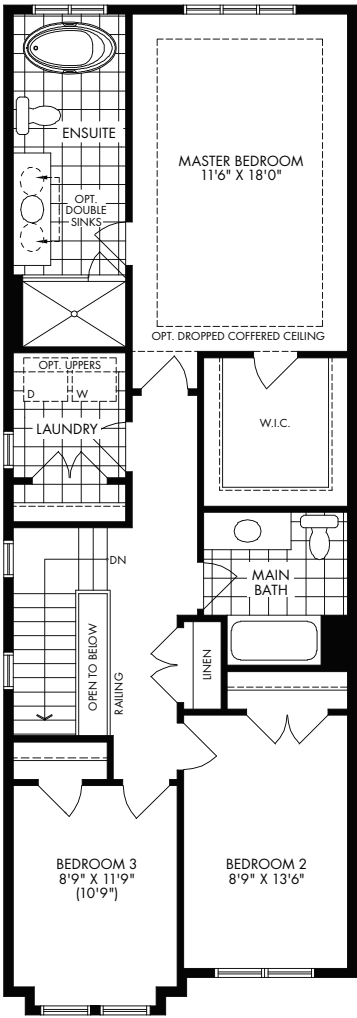 ENSUITE
MASTER BEDROOM
11'6" X 18'0"
OPT.
DOUBLE
SINKS
OPT. DROPPED COFFERED CEILING
OPT. UPPERS
D
W
LAUNDRY
W.I.C.
DN
MAIN
BATH
OPEN TO BELOW
RAILING
LINEN
BEDROOM 3
8'9" X 11'9"
(10'9")
BEDROOM 2
8'9" X 13'6"